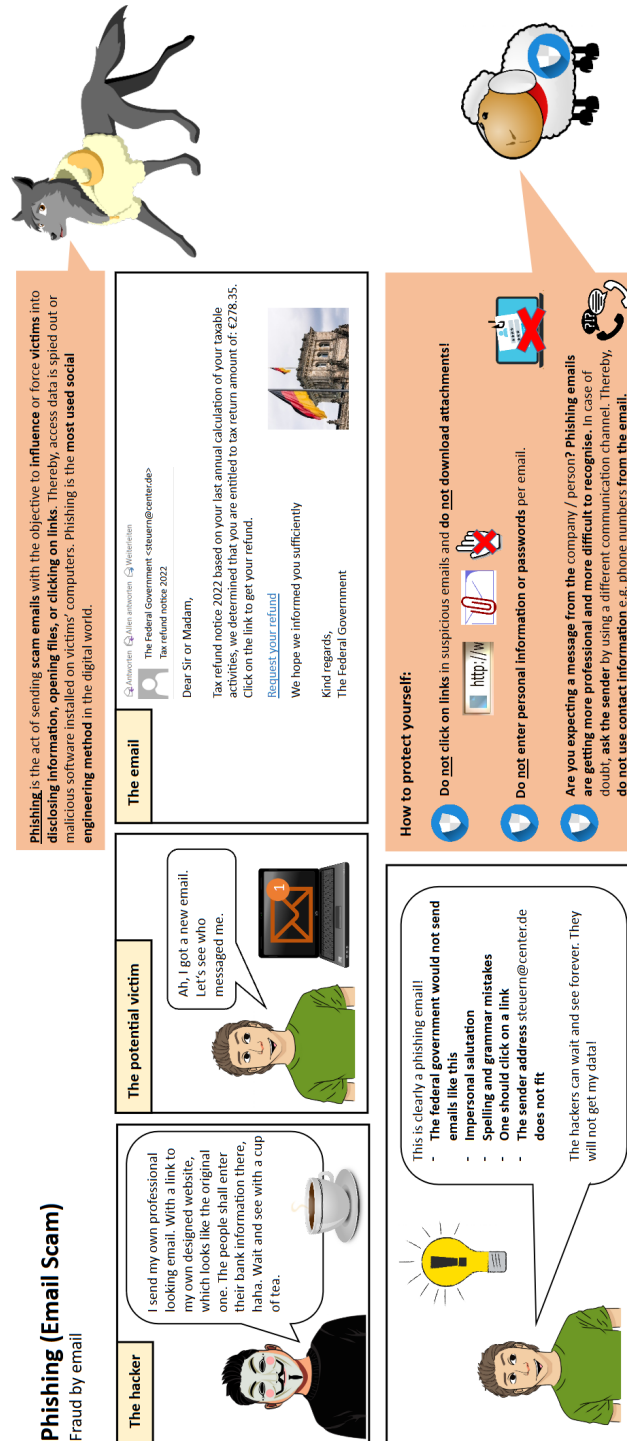 Phishing (Email Scam)
Fraud by email
Phishing is the act of sending scam emails with the objective to influence or force victims into
disclosing information, opening files, or clicking on links. Thereby, access data is spied out or
malicious software installed on victims' computers. Phishing is the most used social
engineering method in the digital world.
The hacker
I send my own professional
looking email. With a link to
my own designed website,
which looks like the original
one. The people shall enter
their bank information there,
haha. Wait and see with a cup
of tea.
The potential victim
Ah, I got a new email.
Let's see who
messaged me.
1
The email
Antworten Allen antworten Weiterleiten
The Federal Government <steuern@center.de>
Tax refund notice 2022
Dear Sir or Madam,
Tax refund notice 2022 based on your last annual calculation of your taxable
activities, we determined that you are entitled to tax return amount of: €278.35.
Click on the link to get your refund.
Request your refund
We hope we informed you sufficiently
Kind regards,
The Federal Government
This is clearly a phishing email!
- The federal government would not send
emails like this
- Impersonal salutation
- Spelling and grammar mistakes
- One should click on a link
- The sender address steuern@center.de
does not fit
The hackers can wait and see forever. They
will not get my data!
How to protect yourself:
Do not click on links in suspicious emails and do not download attachments!
http://w
Do not enter personal information or passwords per email.
Are you expecting a message from the company / person? Phishing emails
are getting more professional and more difficult to recognise. In case of
doubt, ask the sender by using a different communication channel. Thereby,
do not use contact information e.g. phone numbers from the email.
?!?